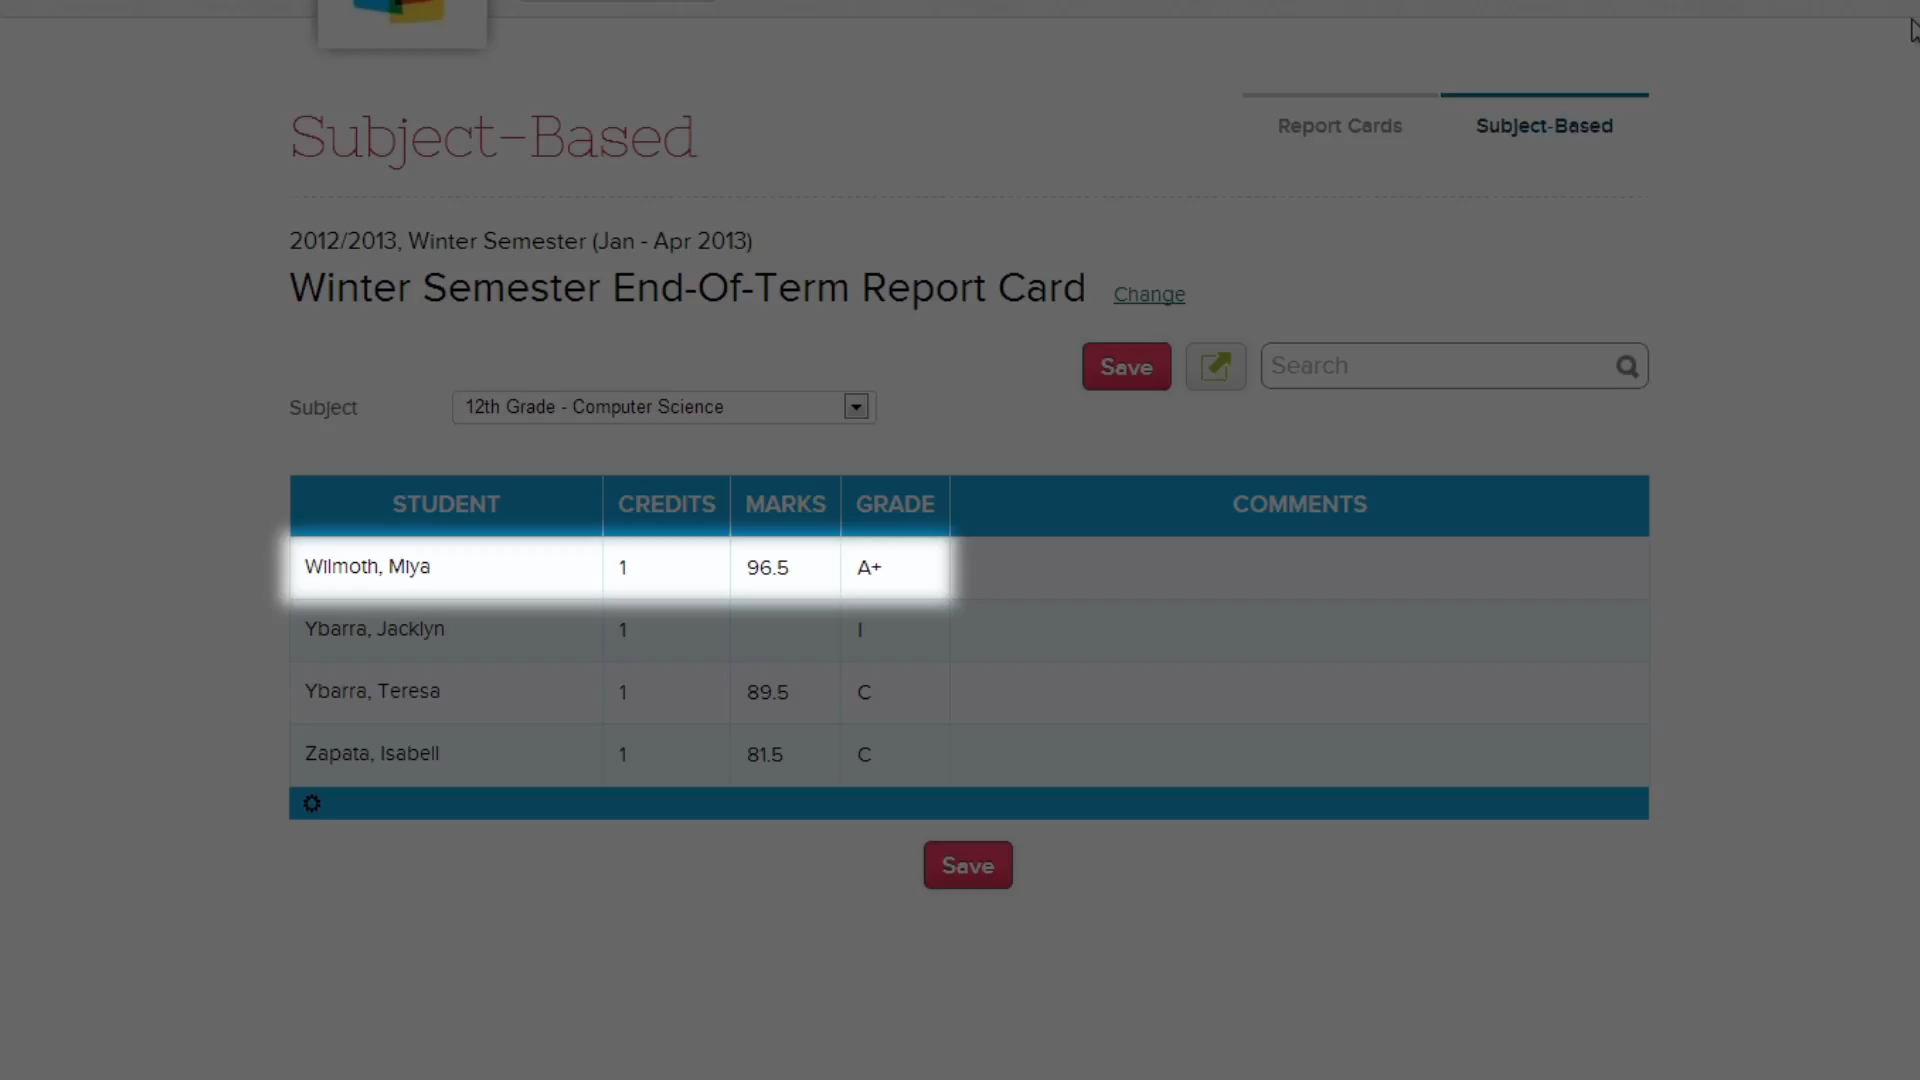 Subject-Based
Report Cards
Subject-Based
2012/2013, Winter Semester (Jan - Apr 2013)
Winter Semester End-Of-Term Report Card Change
Save
Search
Subject
12th Grade - Computer Science
STUDENT CREDITS MARKS GRADE COMMENTS
Wilmoth, Miya 1 96.5 A+
Ybarra, Jacklyn 1 I
Ybarra, Teresa 1 89.5 C
Zapata, Isabell 1 81.5 C
Save